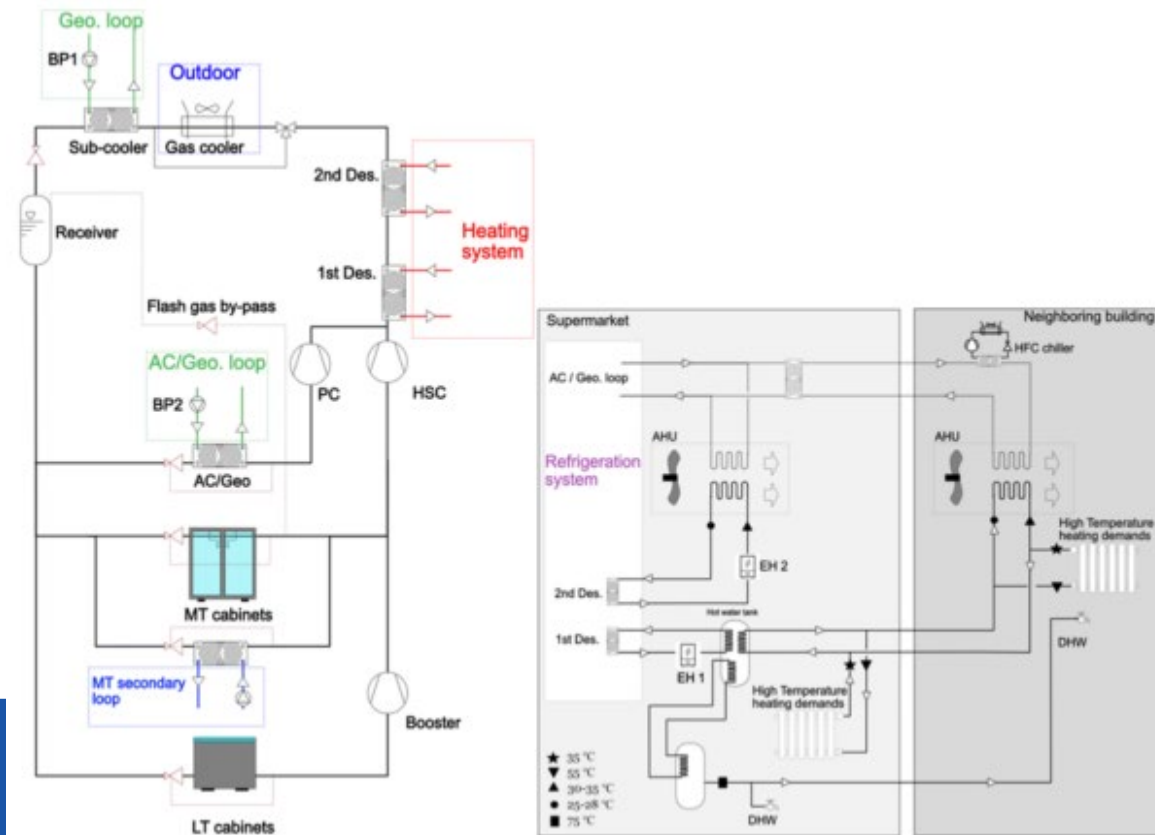 Geo. loop
BP1
Outdoor
Sub-cooler
Gas cooler
2nd Des.
Receiver
Heating
system
1st Des.
Flash gas by-pass
AC/Geo. loop
PC
HSC
BP2
AC/Geo
MT cabinets
MT secondary
loop
Booster
LT cabinets
Supermarket
Neighboring building
HFC chiller
AC / Geo. loop
AHU
AHU
Refrigeration
system
High Temperature
heating demands
EH 2
2nd Des.
Hot water tank
1st Des.
DHW
EH 1
High Temperature
heating demands
35 °C
55 °C
30-35 °C
25-28 °C
75 °C
DHW